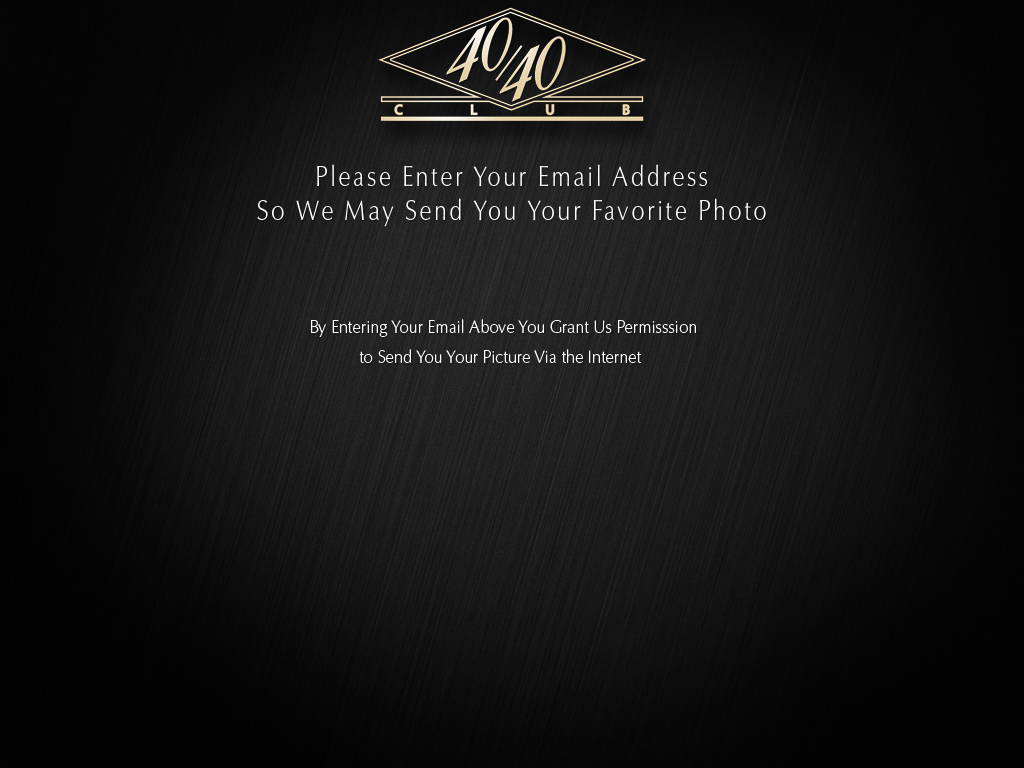 40/40
CLUB
Please Enter Your Email Address
So We May Send You Your Favorite Photo
By Entering Your Email Above You Grant Us Permisssion
to Send You Your Picture Via the Internet